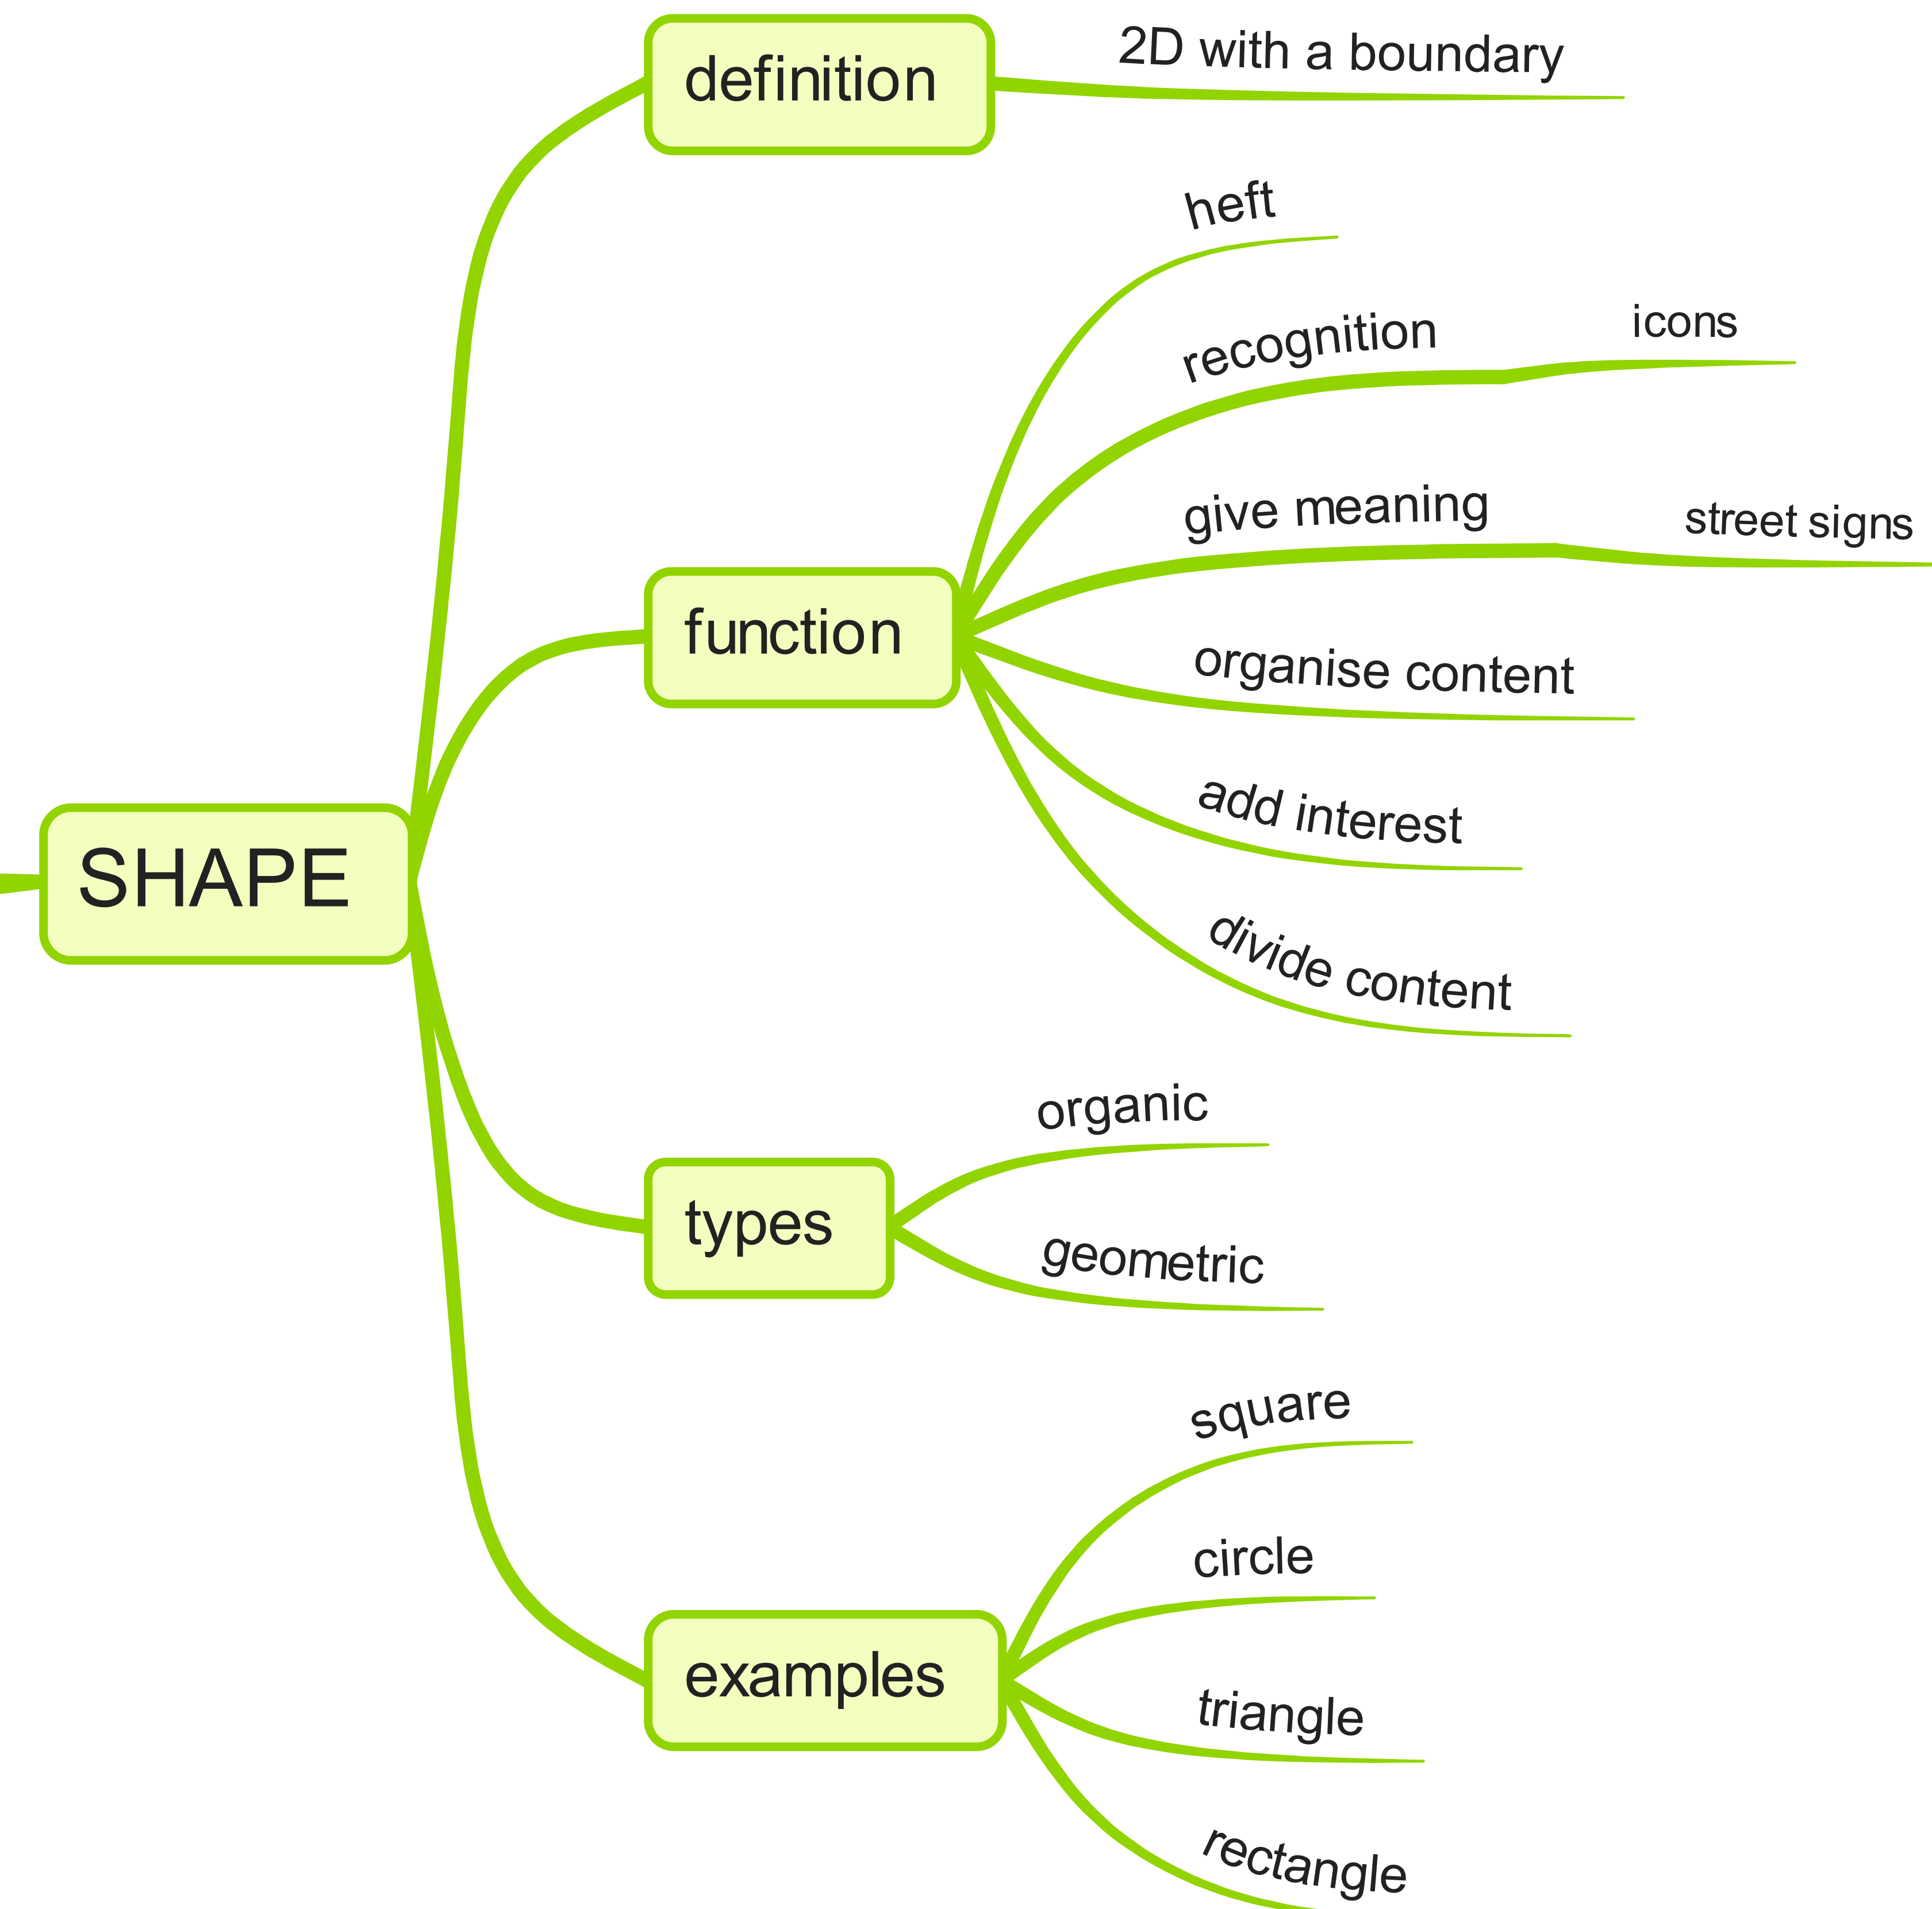 definition
2D with a boundary
heft
recognition
icons
give meaning
street signs
function
organise content
add interest
SHAPE
divide content
organic
types
geometric
square
circle
examples
triangle
rectangle